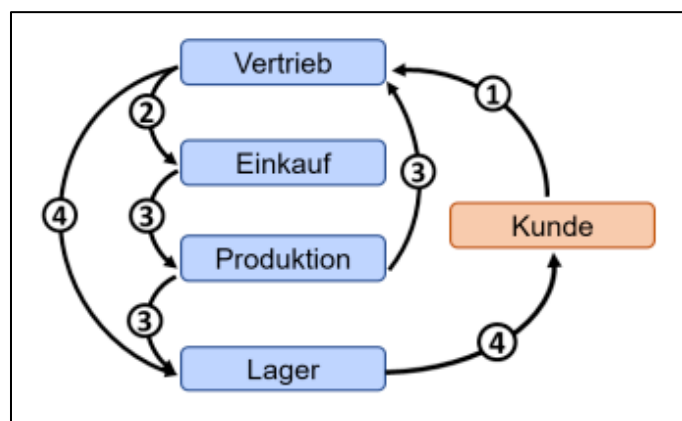 Vertrieb
1
2
Einkauf
3
3
4
Kunde
Produktion
3
4
Lager